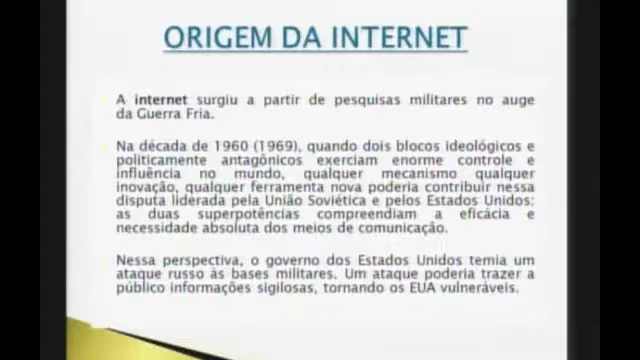 ORIGEM DA INTERNET
A internet surgiu a partir de pesquisas militares no auge
da Guerra Fria.
Na década de 1960 (1969), quando dois blocos ideológicos e
politicamente antagônicos exerciam enorme controle e
influência no mundo, qualquer mecanismo qualquer
inovação, qualquer ferramenta nova poderia contribuir nessa
disputa liderada pela União Soviética e pelos Estados Unidos:
as duas superpotências compreendiam a eficácia e
necessidade absoluta dos meios de comunicação.
Nessa perspectiva, o governo dos Estados Unidos temia um
ataque russo às bases militares. Um ataque poderia trazer a
público informações sigilosas, tornando os EUA vulneráveis.